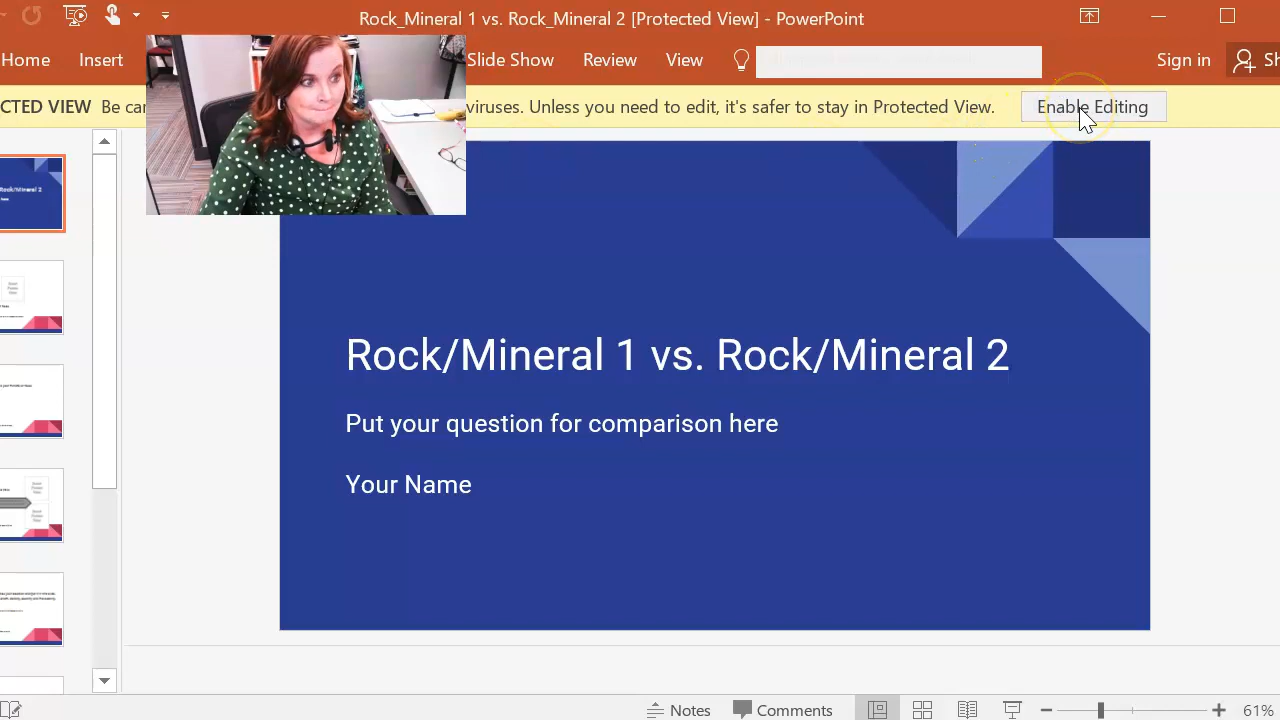 Rock_Mineral 1 vs. Rock_Mineral 2 [Protected View] - PowerPoint
Home Insert Slide Show Review View Sign in Sh
CTED VIEW Be car viruses. Unless you need to edit, it's safer to stay in Protected View. Enable Editing
Rock/Mineral 1 vs. Rock/Mineral 2
Put your question for comparison here
Your Name
Notes Comments 61%